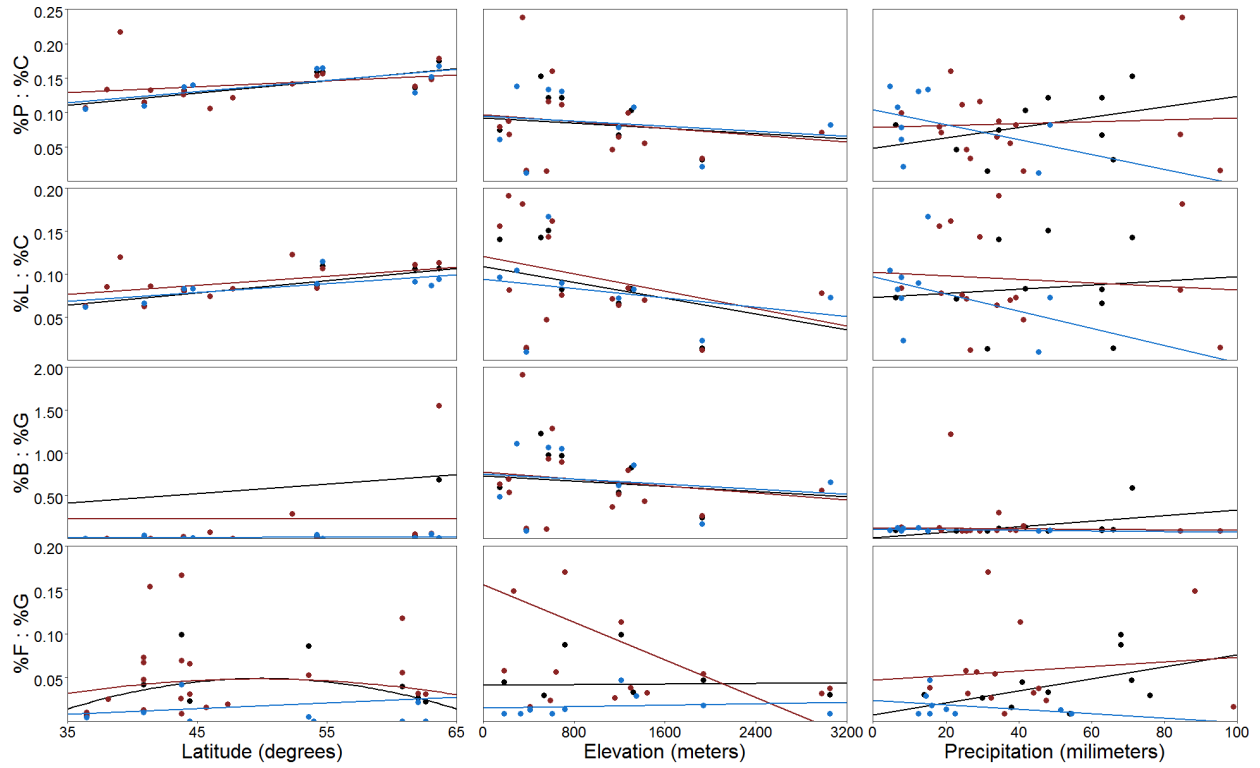 0.25
0.20
0.15
0.10
0.05
%P : %C
0.20
0.15
0.10
0.05
%L : %C
2.00
1.50
1.00
0.50
%B : %G
0.20
0.15
0.10
0.05
%F : %G
35 45 55 65
0 800 1600 2400 3200
0 20 40 60 80 100
Latitude (degrees) Elevation (meters) Precipitation (milimeters)